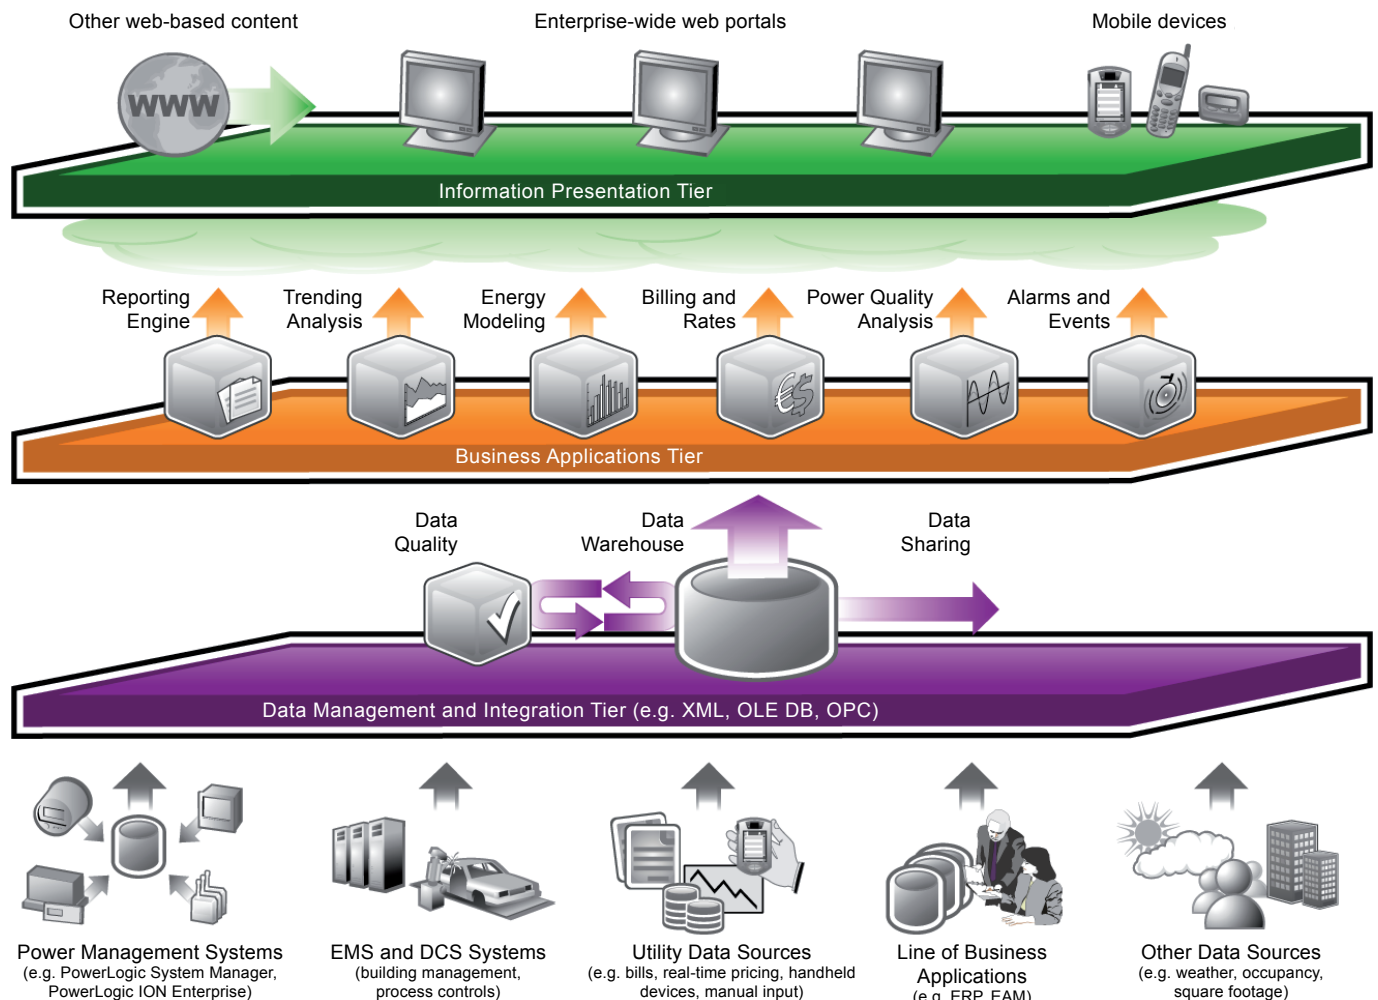 Other web-based content
Enterprise-wide web portals
Mobile devices
www
Information Presentation Tier
Reporting
Engine
Trending
Analysis
Energy
Modeling
Billing and
Rates
Power Quality
Analysis
Alarms and
Events
Business Applications Tier
Data
Quality
Data
Warehouse
Data
Sharing
Data Management and Integration Tier (e.g. XML, OLE DB, OPC)
Power Management Systems
(e.g. PowerLogic System Manager,
PowerLogic ION Enterprise)
EMS and DCS Systems
(building management,
process controls)
Utility Data Sources
(e.g. bills, real-time pricing, handheld
devices, manual input)
Line of Business
Applications
(e.g. ERP, EAM)
Other Data Sources
(e.g. weather, occupancy,
square footage)